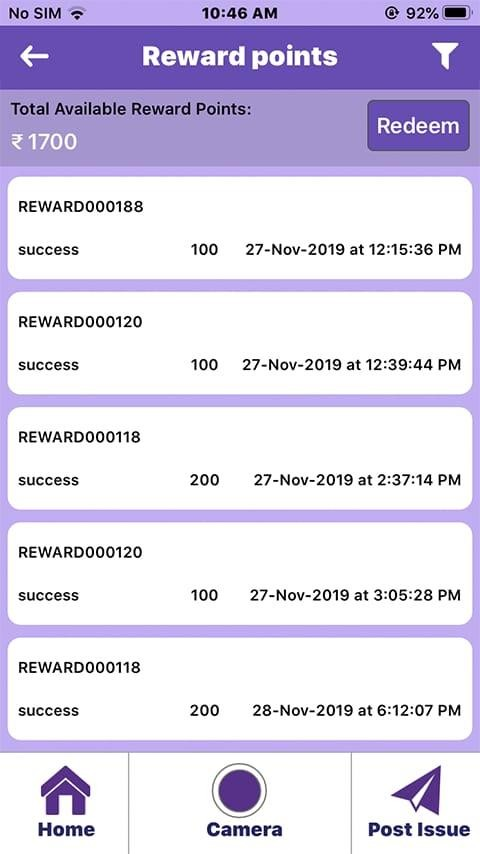 No SIM 10:46 AM 92%
Reward points
Total Available Reward Points:
₹ 1700
Redeem
REWARD000188
success 100 27-Nov-2019 at 12:15:36 PM
REWARD000120
success 100 27-Nov-2019 at 12:39:44 PM
REWARD000118
success 200 27-Nov-2019 at 2:37:14 PM
REWARD000120
success 100 27-Nov-2019 at 3:05:28 PM
REWARD000118
success 200 28-Nov-2019 at 6:12:07 PM
Home Camera Post Issue